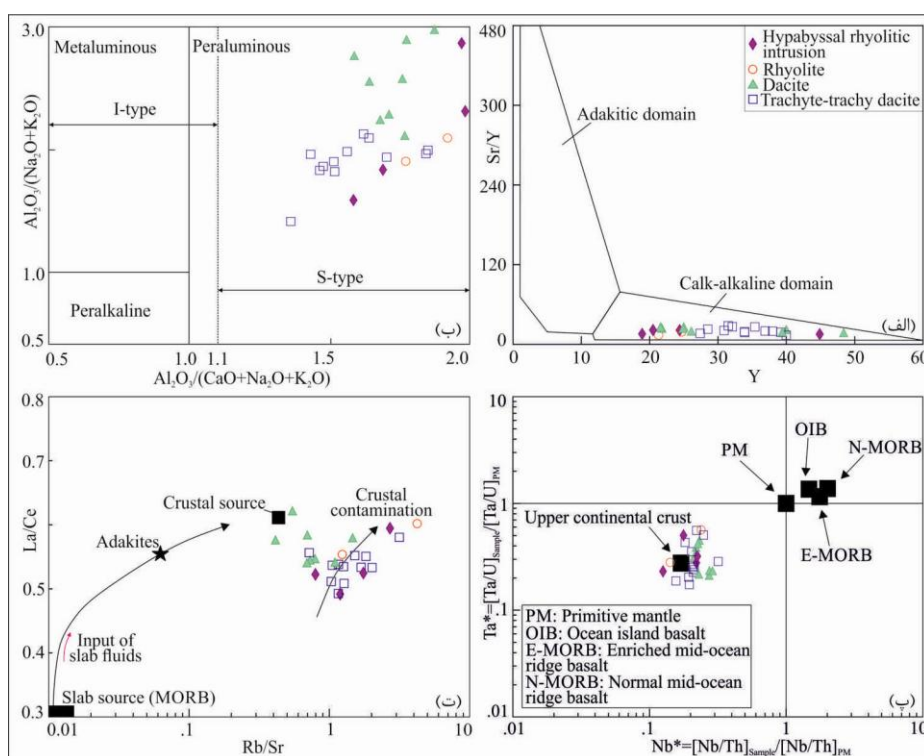 3.0
Metaluminous
Peraluminous
I-type
Al₂O₃/(Na₂O+K₂O)
1.0
S-type
Peralkaline
0.5
(ب)
0.5
1.0
1.1
1.5
2.0
Al₂O₃/(CaO+Na₂O+K₂O)
480
Hypabyssal rhyolitic
intrusion
Rhyolite
Dacite
Trachyte-trachy dacite
400
Adakitic domain
Sr/Y
240
120
Calk-alkaline domain
0
(الف)
0
10
20
30
40
50
60
Y
0.8
0.7
Crustal source
Crustal
contamination
La/Ce
0.6
Adakites
0.5
Input of
slab fluids
0.4
Slab source (MORB)
0.3
(ت)
0.01
0.1
1
10
Rb/Sr
10
OIB
N-MORB
PM
1
E-MORB
Upper continental crust
Ta*=[Ta/U]Sample/[Ta/U]PM
0.1
PM: Primitive mantle
OIB: Ocean island basalt
E-MORB: Enriched mid-ocean
ridge basalt
N-MORB: Normal mid-ocean
ridge basalt
.01
(پ)
.01
0.1
1
10
Nb*=[Nb/Th]Sample/[Nb/Th]PM